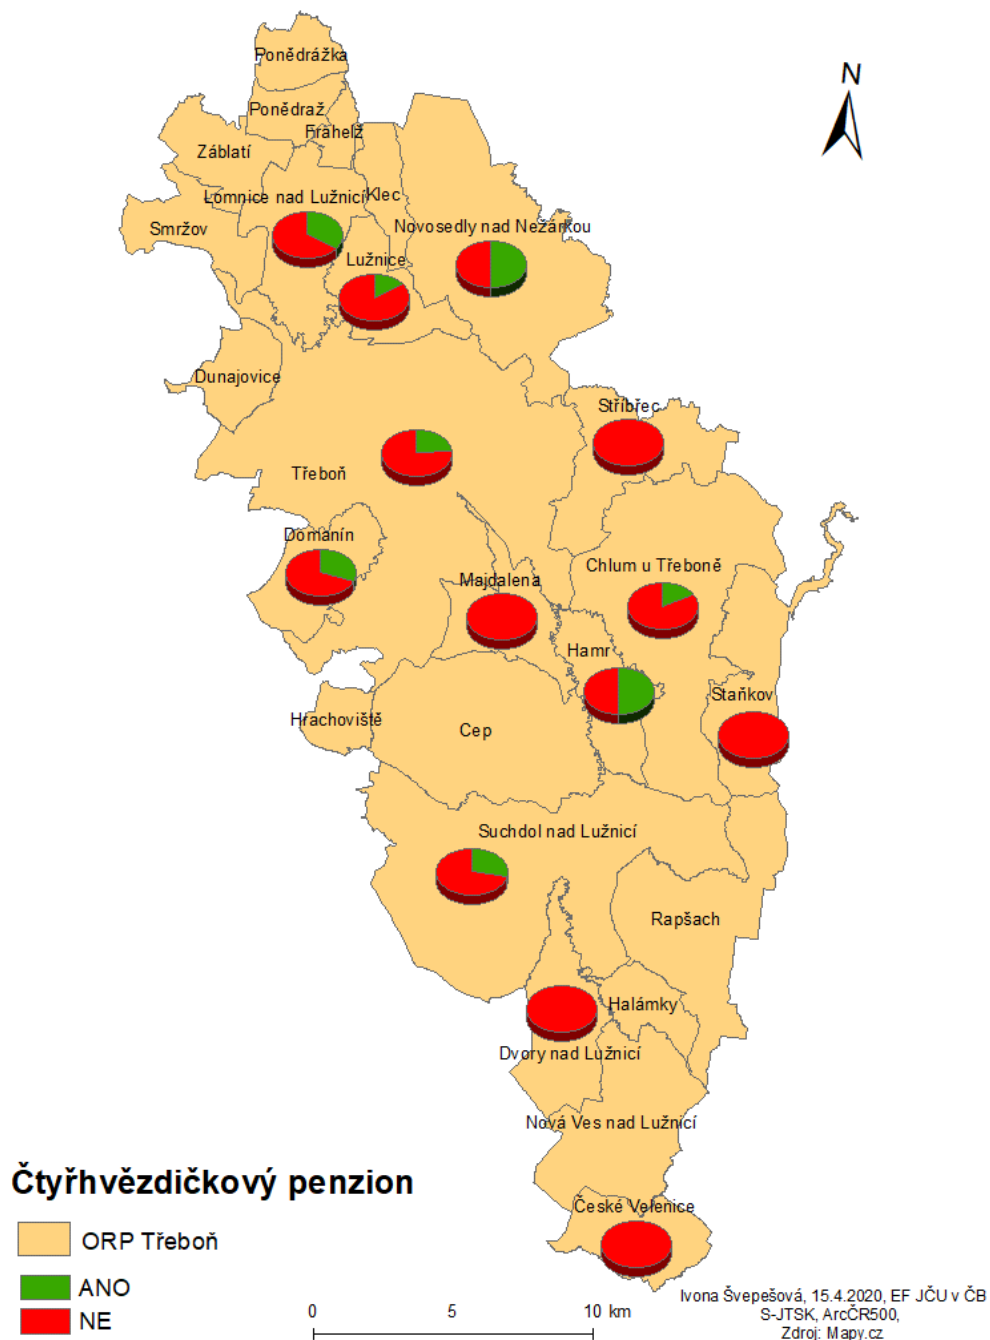 Ponědrážka
N
Ponědraž
Frahelž
Záblatí
Lomnice nad Lužnicí
Klec
Smržov
Novosedly nad Nežárkou
Lužnice
Dunajovice
Stříbřec
Třeboň
Domanín
Chlum u Třeboně
Majdalena
Hamr
Staňkov
Hrachoviště
Cep
Suchdol nad Lužnicí
Rapšach
Halámky
Dvory nad Lužnicí
Nová Ves nad Lužnicí
Čtyřhvězdičkový penzion
České Velenice
ORP Třeboň
ANO
NE
0 5 10 km
Ivona Švepešová, 15.4.2020, EF JČU v ČB
S-JTSK, ArcČR500,
Zdroj: Mapy.cz